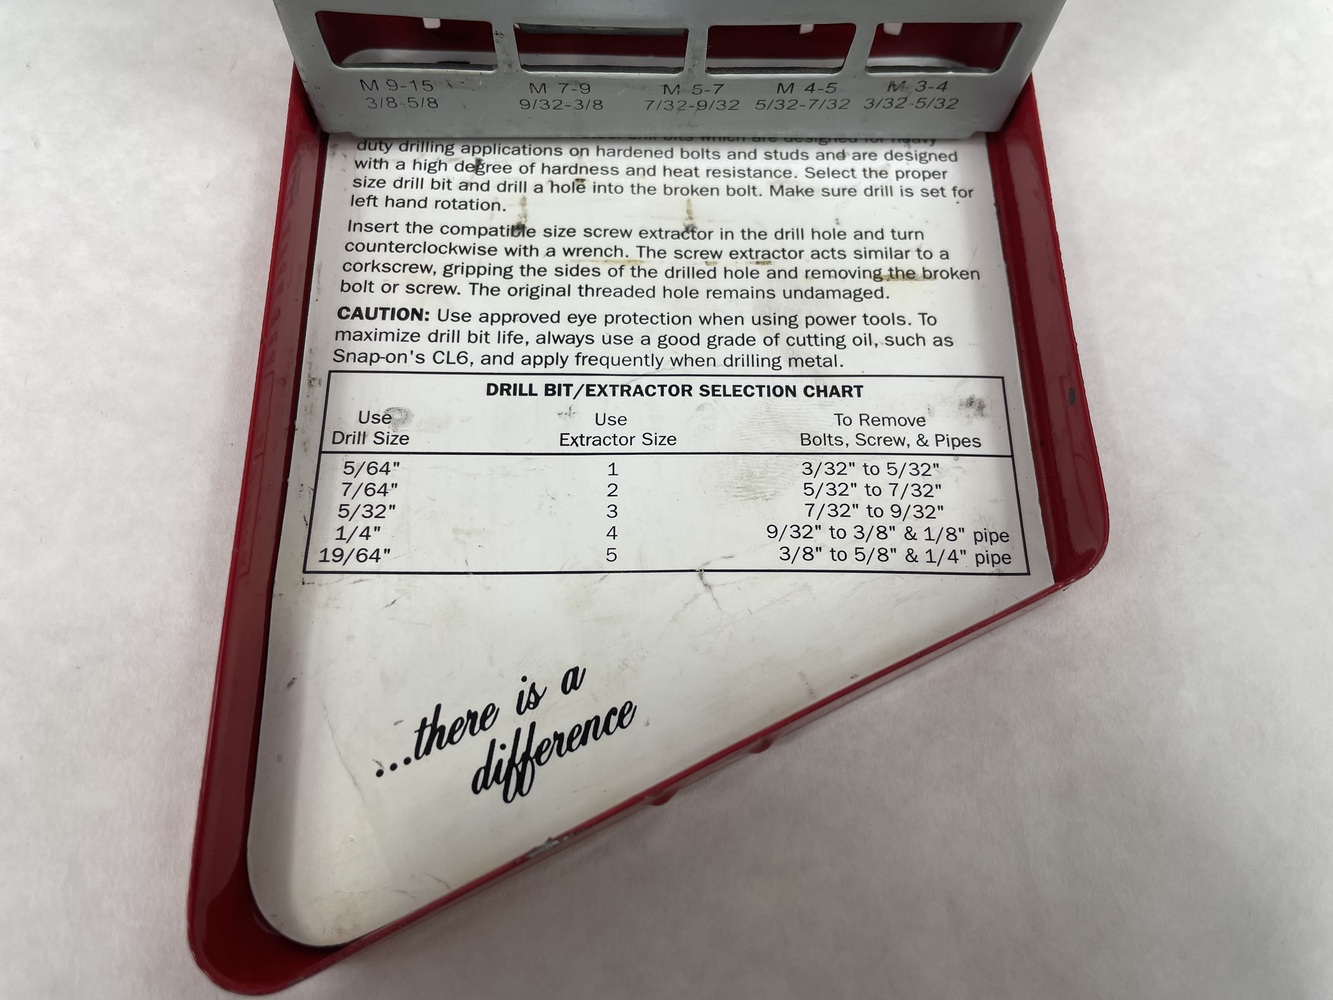 M 9-15 M 7-9 M 5-7 M 4-5 M 3-4
3/8-5/8 9/32-3/8 7/32-9/32 5/32-7/32 3/32-5/32
drill bits which are designed for heavy
duty drilling applications on hardened bolts and studs and are designed
with a high degree of hardness and heat resistance. Select the proper
size drill bit and drill a hole into the broken bolt. Make sure drill is set for
left hand rotation.
Insert the compatible size screw extractor in the drill hole and turn
counterclockwise with a wrench. The screw extractor acts similar to a
corkscrew, gripping the sides of the drilled hole and removing the broken
bolt or screw. The original threaded hole remains undamaged.
CAUTION: Use approved eye protection when using power tools. To
maximize drill bit life, always use a good grade of cutting oil, such as
Snap-on's CL6, and apply frequently when drilling metal.
DRILL BIT/EXTRACTOR SELECTION CHART
Use Use To Remove
Drill Size Extractor Size Bolts, Screw, & Pipes
5/64" 1 3/32" to 5/32"
7/64" 2 5/32" to 7/32"
5/32" 3 7/32" to 9/32"
1/4" 4 9/32" to 3/8" & 1/8" pipe
19/64" 5 3/8" to 5/8" & 1/4" pipe
...there is a
difference